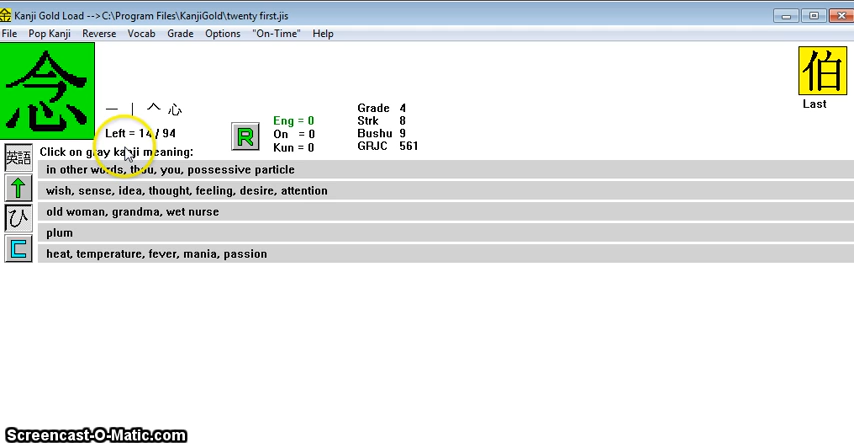 金 Kanji Gold Load -->C:\Program Files\KanjiGold\twenty first.jis
File Pop Kanji Reverse Vocab Grade Options "On-Time" Help
念
一 丨 𠆢 心
Left = 14 / 94
R
Eng = 0
On = 0
Kun = 0
Grade 4
Strk 8
Bushu 9
GRJC 561
伯
Last
英語
Click on gray kanji meaning:
in other words, thou, you, possessive particle
wish, sense, idea, thought, feeling, desire, attention
ひ
old woman, grandma, wet nurse
plum
heat, temperature, fever, mania, passion
Screencast-O-Matic.com